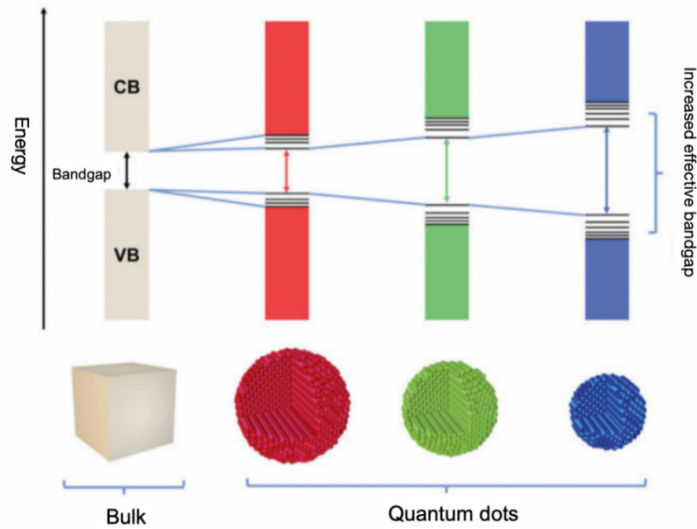 CB
Energy
Bandgap
VB
Increased effective bandgap
Bulk
Quantum dots